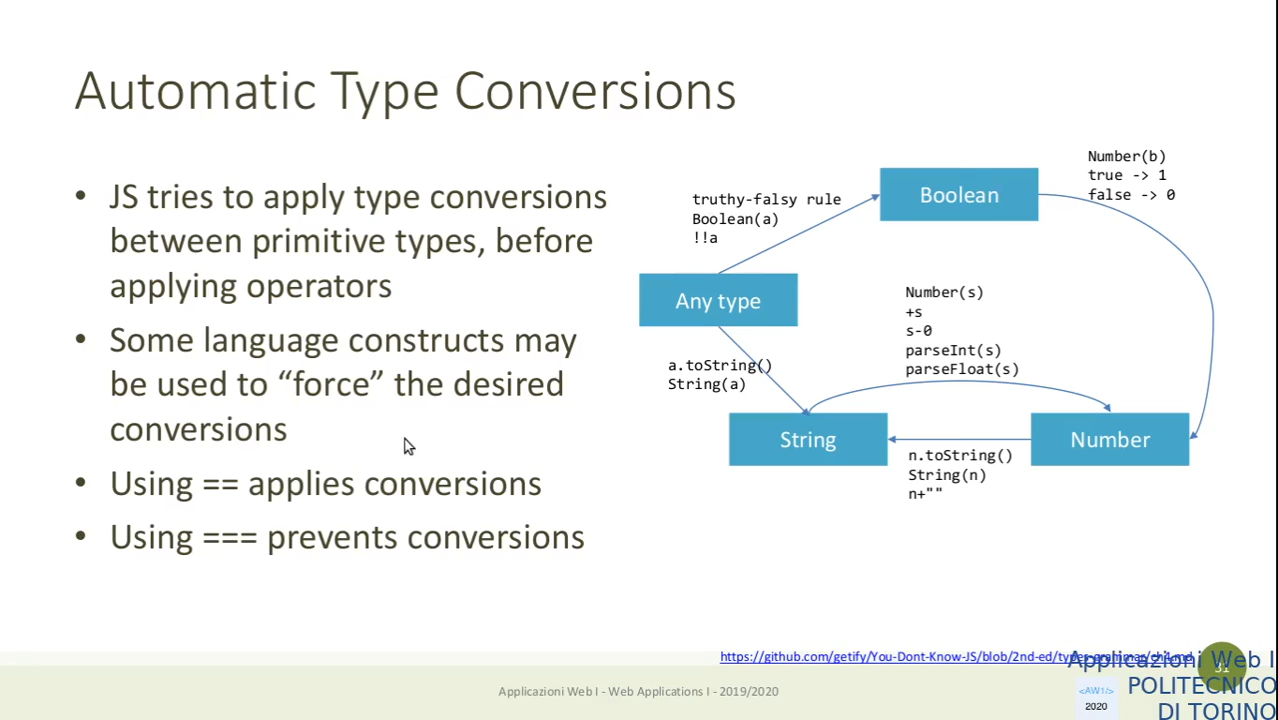 Automatic Type Conversions
• JS tries to apply type conversions
between primitive types, before
applying operators
• Some language constructs may
be used to “force” the desired
conversions
• Using == applies conversions
• Using === prevents conversions
Number(b)
true -> 1
false -> 0
truthy-falsy rule
Boolean(a)
!!a
Boolean
Any type
Number(s)
+s
s-0
parseInt(s)
parseFloat(s)
a.toString()
String(a)
String
Number
n.toString()
String(n)
n+""
https://github.com/getify/You-Dont-Know-JS/blob/2nd-ed/types-grammar/ch4.md
31
Applicazioni Web I - Web Applications I - 2019/2020
Applicazioni Web I
POLITECNICO
DI TORINO
<AW1/>
2020